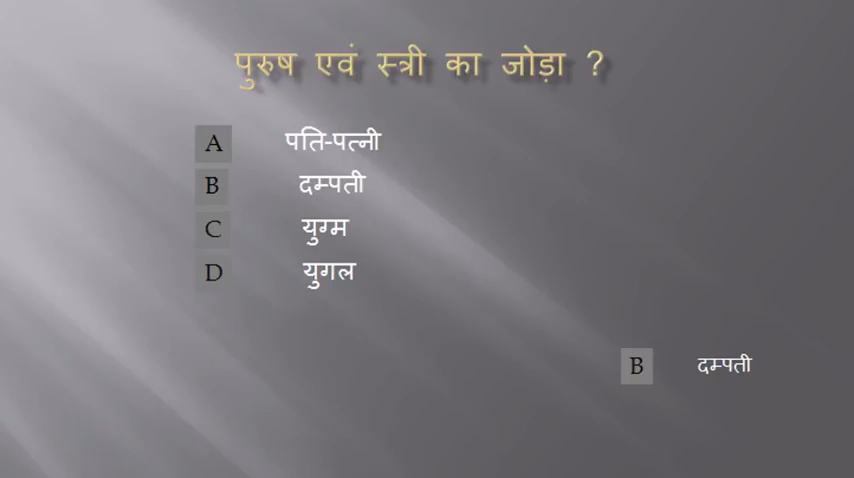 पुरुष एवं स्त्री का जोड़ा ?
A पति-पत्नी
B दम्पती
C युग्म
D युगल
B दम्पती